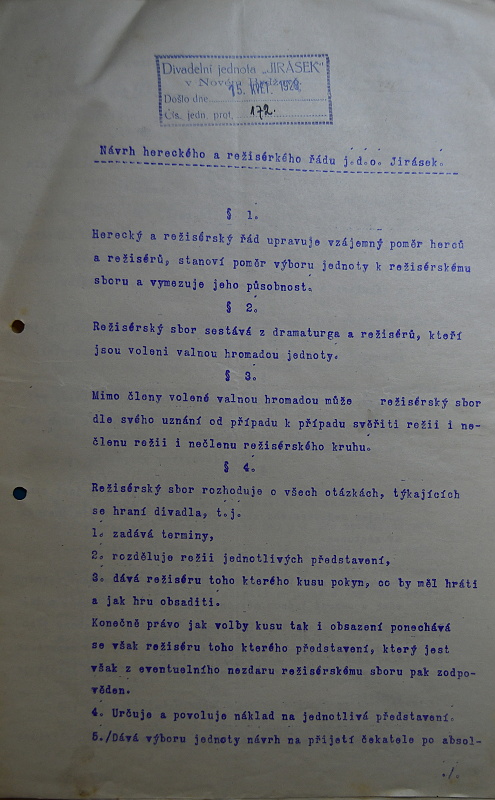 Divadelní jednota „JIRÁSEK"
v Novém
15. KVĚT. 192
Došlo dne
Čís. jedn. prot. 172.
Návrh hereckého a režisérkého řádu j.d.o. Jirásek.
§ 1.
Herecký a režisérský řád upravuje vzájemný poměr herců
a režisérů, stanoví poměr výboru jednoty k režisérskému
sboru a vymezuje jeho působnost.
§ 2.
Režisérský sbor sestává z dramaturga a režisérů, kteří
jsou voleni valnou hromadou jednoty.
§ 3.
Mimo členy volené valnou hromadou může režisérský sbor
dle svého uznání od případu k případu svěřiti režii i ne-
členu režii i nečlenu režisérského kruhu.
§ 4.
Režisérský sbor rozhoduje o všech otázkách, týkajících
se hraní divadla, t.j.
1. zadává terminy,
2. rozděluje režii jednotlivých představení,
3. dává režiséru toho kterého kusu pokyn, co by měl hráti
a jak hru obsaditi.
Konečně právo jak volby kusu tak i obsazení ponechává
se však režiséru toho kterého představení, který jest
však z eventuelního nezdaru režisérskému sboru pak zodpo-
věden.
4. Určuje a povoluje náklad na jednotlivá představení.
5./Dává výboru jednoty návrh na přijetí čekatele po absol-
./.